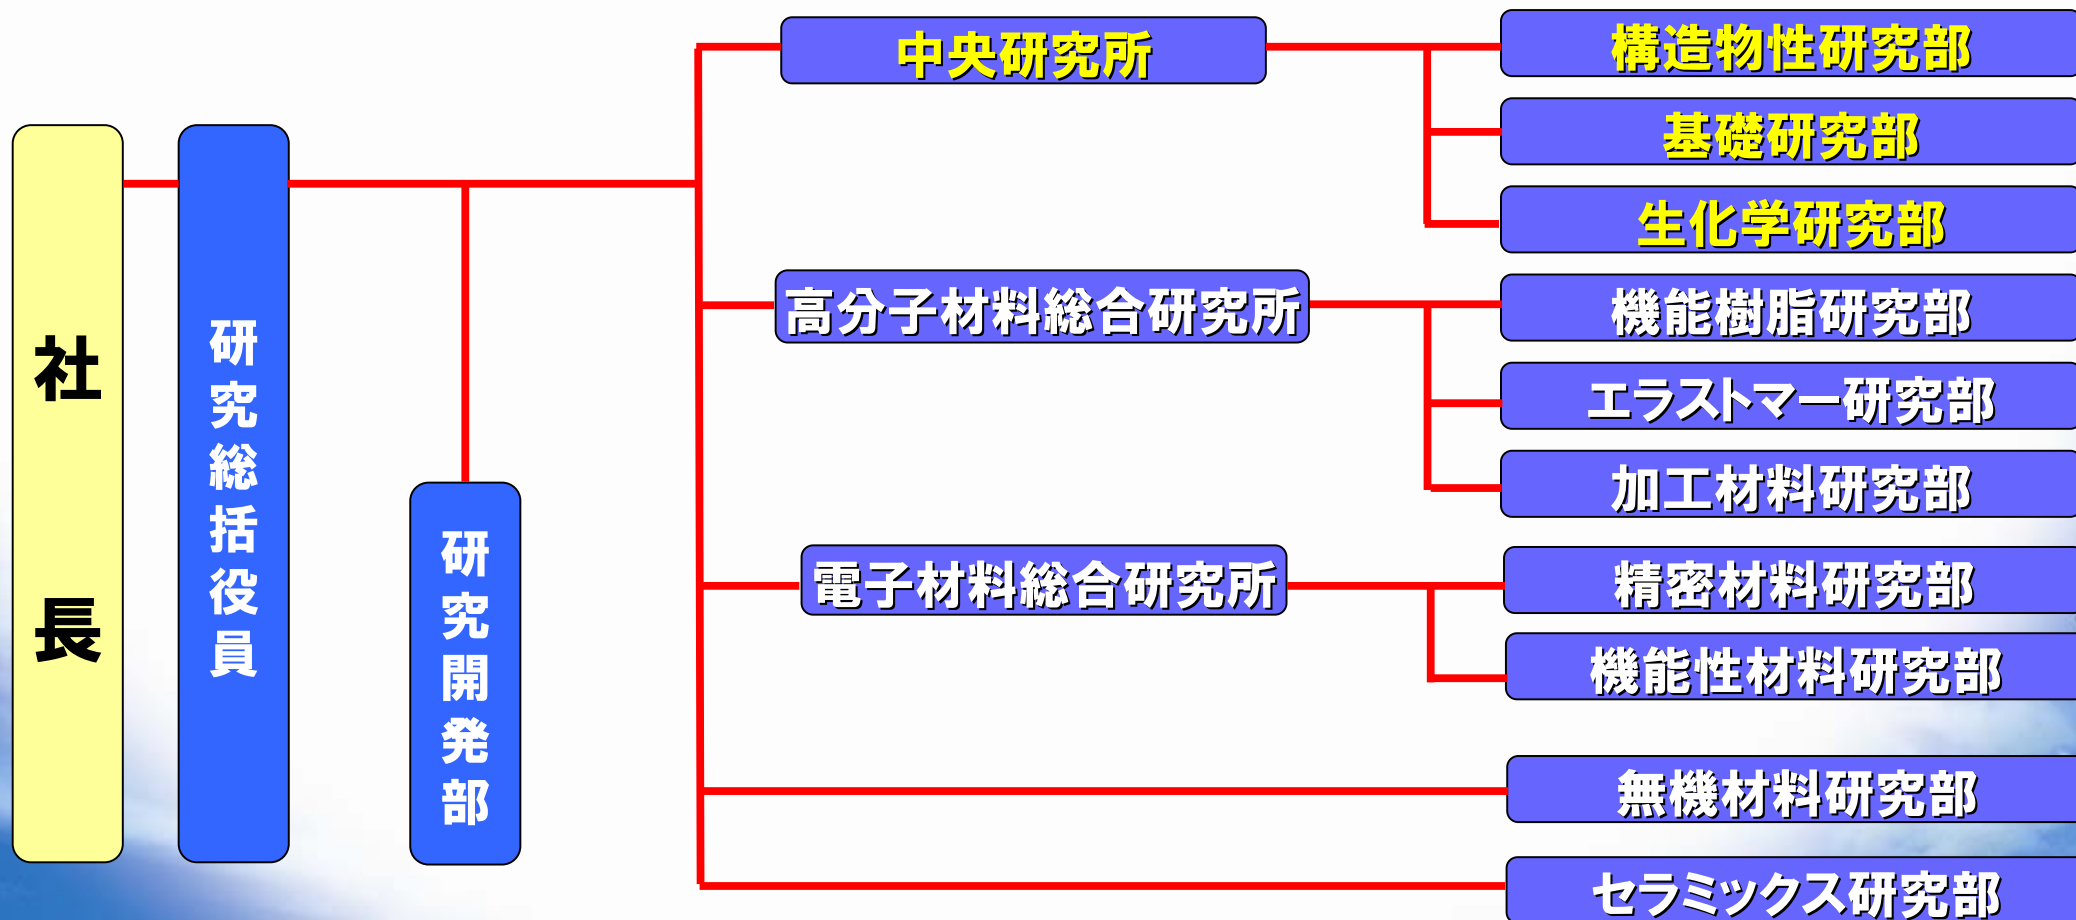 社長
研究総括役員
研究開発部
中央研究所
構造物性研究部
基礎研究部
生化学研究部
高分子材料総合研究所
機能樹脂研究部
エラストマー研究部
加工材料研究部
電子材料総合研究所
精密材料研究部
機能性材料研究部
無機材料研究部
セラミックス研究部